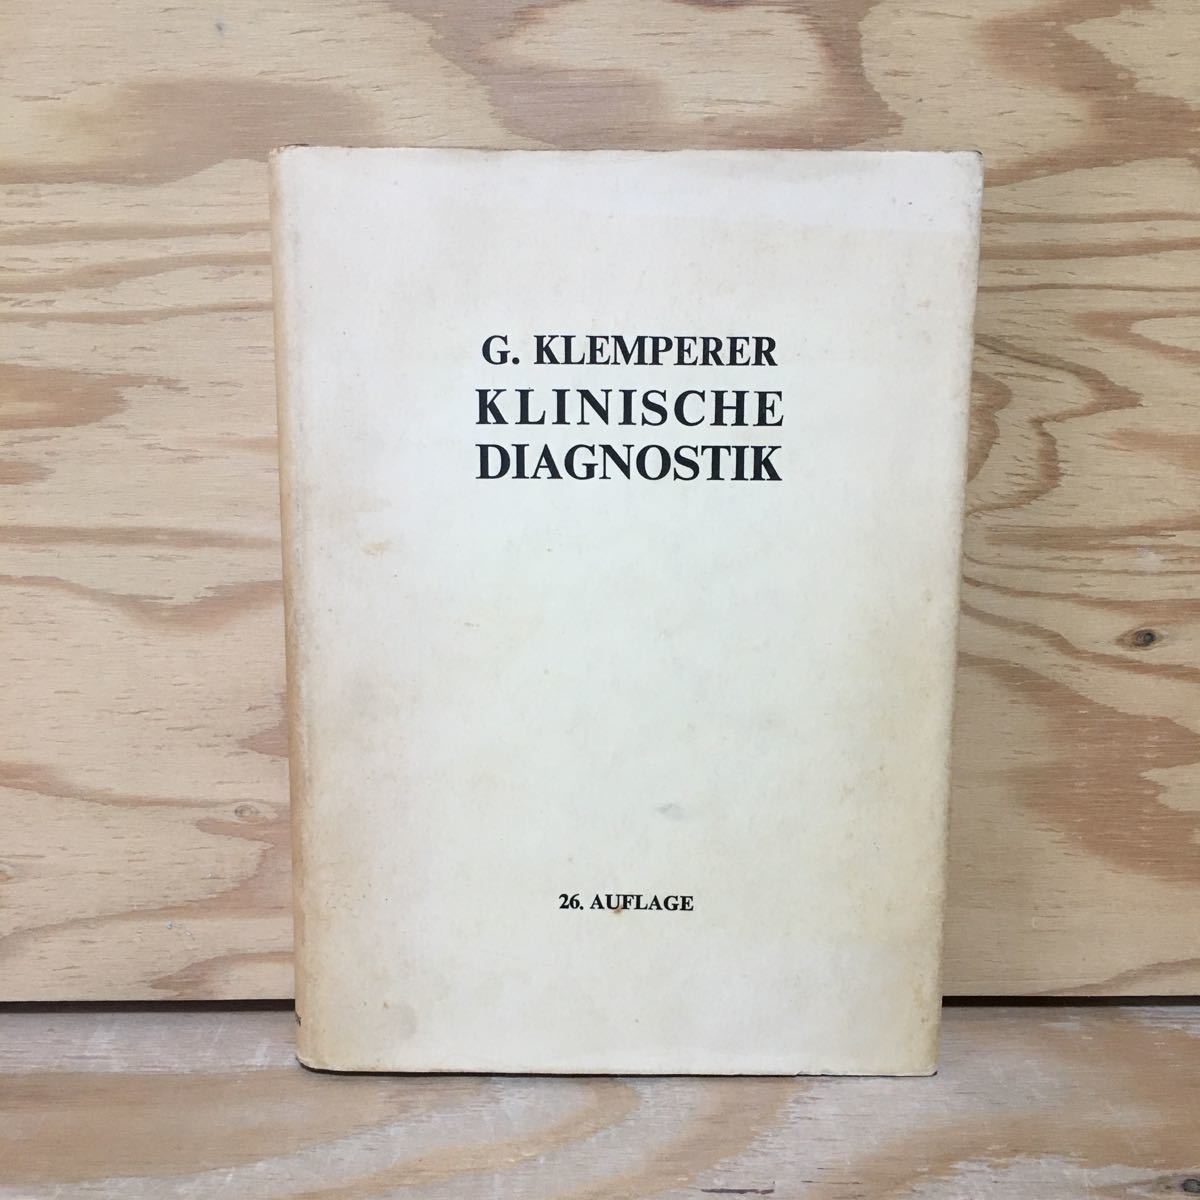 G. KLEMPERER
KLINISCHE
DIAGNOSTIK
26. AUFLAGE